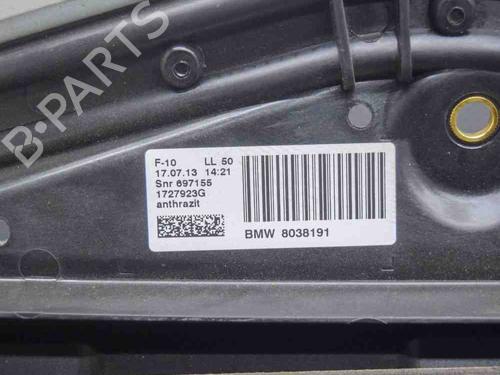 B-PARTS
F-10 LL 50
17.07.13 14:21
Snr 697155
1727923G
anthrazit
BMW 8038191